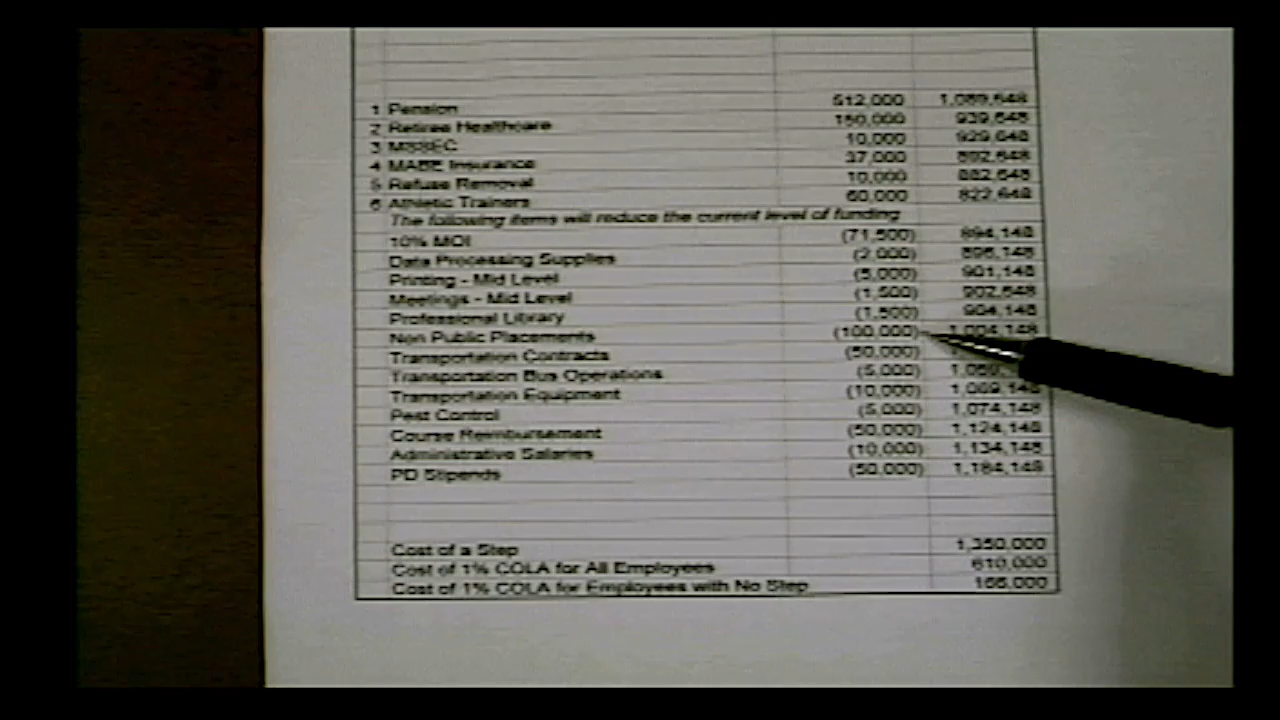 1 Pension 512,000 1,089,648
2 Retiree Healthcare 150,000 939,648
3 MSSEC 10,000 929,648
4 MABE Insurance 37,000 892,648
5 Refuse Removal 10,000 882,648
6 Athletic Trainers 60,000 822,648
The following items will reduce the current level of funding
10% MOI (71,500) 894,148
Data Processing Supplies (2,000) 896,148
Printing - Mid Level (5,000) 901,148
Meetings - Mid Level (1,500) 902,648
Professional Library (1,500) 904,148
Non Public Placements (100,000) 1,004,148
Transportation Contracts (50,000)
Transportation Bus Operations (5,000)
Transportation Equipment (10,000) 1,069,148
Pest Control (5,000) 1,074,148
Course Reimbursement (50,000) 1,124,148
Administrative Salaries (10,000) 1,134,148
PD Stipends (50,000) 1,184,148
Cost of a Step 1,350,000
Cost of 1% COLA for All Employees 610,000
Cost of 1% COLA for Employees with No Step 166,000